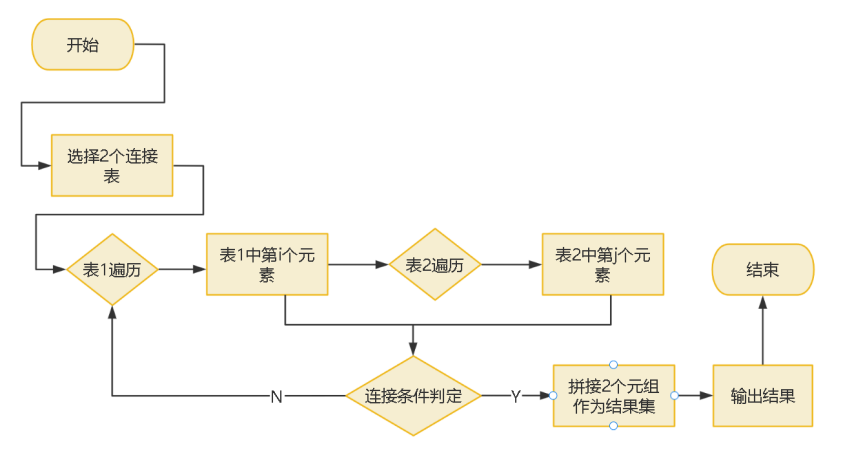 开始
选择2个连接
表
表1遍历
表1中第i个元
素
表2遍历
表2中第j个元
素
结束
N
连接条件判定
Y
拼接2个元组
作为结果集
输出结果